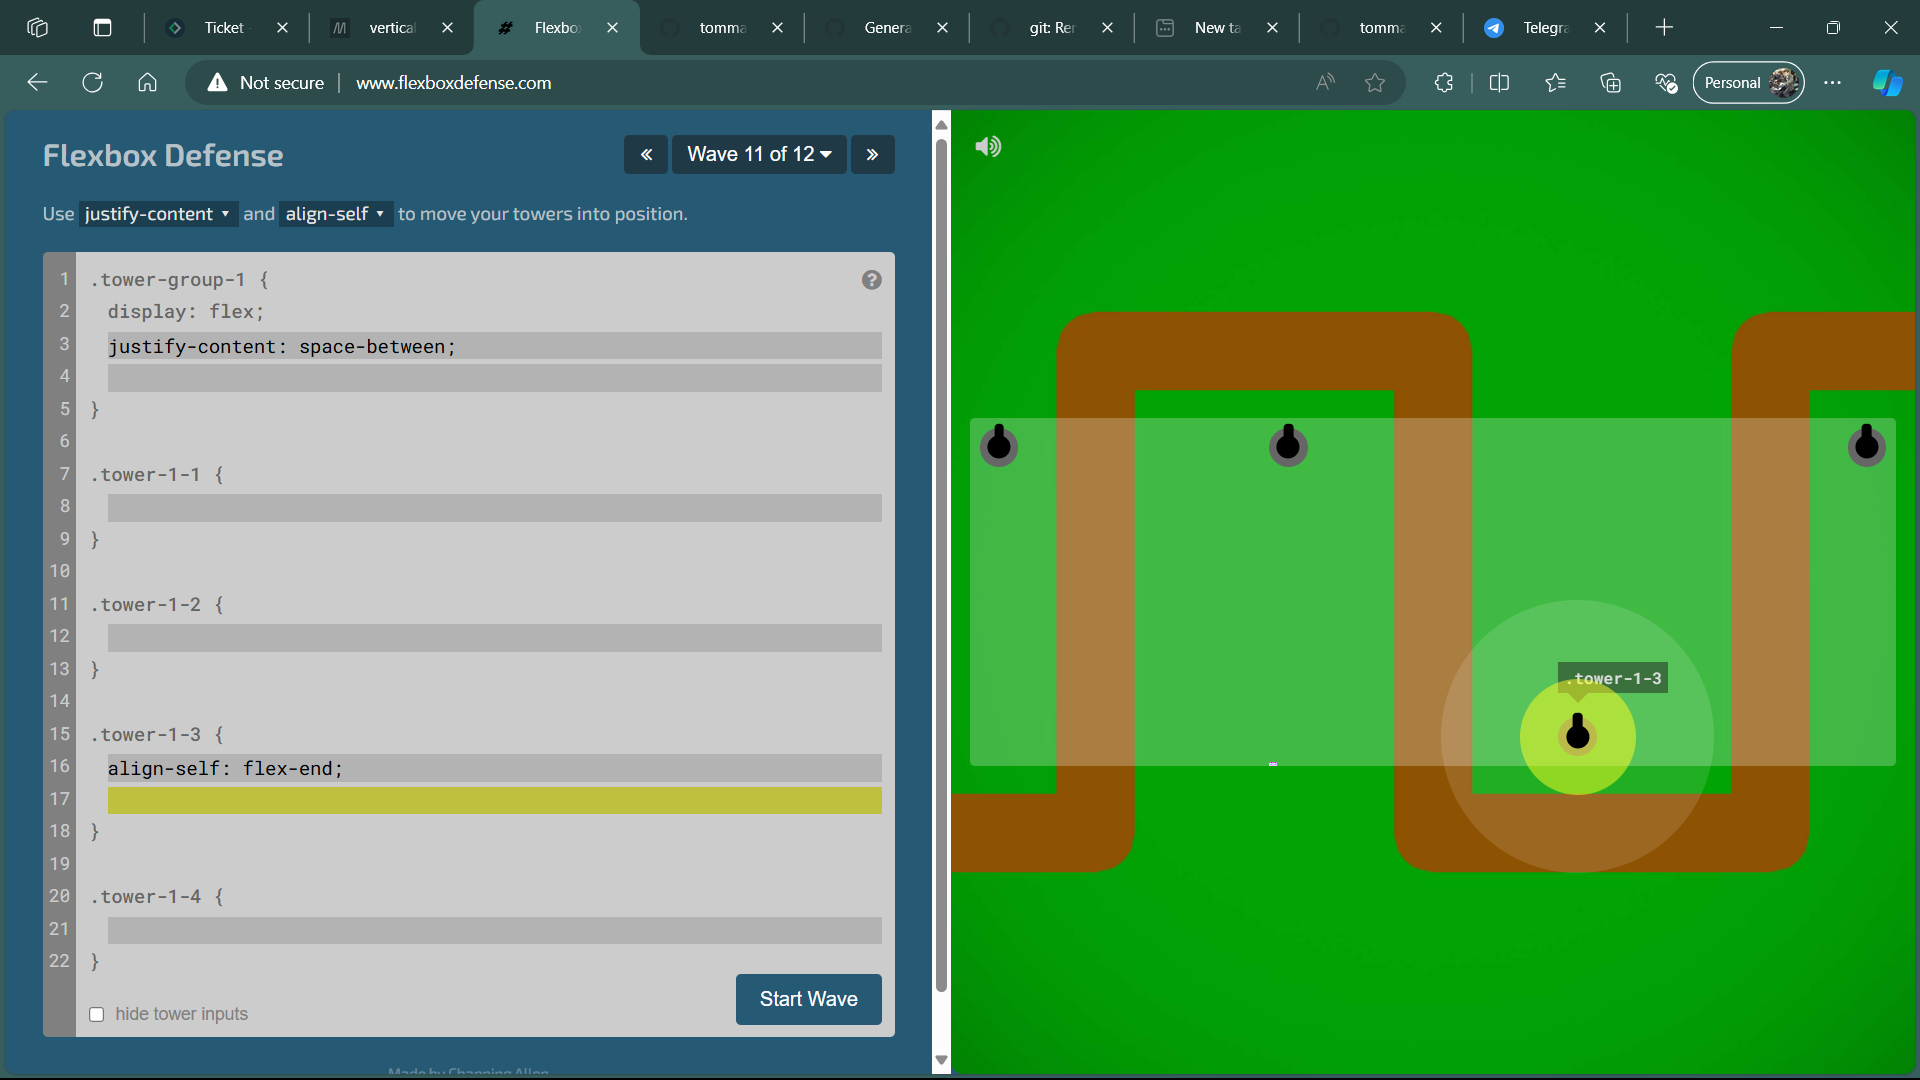 Ticket
vertical
Flexbo
tomma
Genera
git: Rer
New ta
tomma
Telegra
Not secure
www.flexboxdefense.com
Personal
Flexbox Defense
« Wave 11 of 12 »
Use justify-content and align-self to move your towers into position.
1 .tower-group-1 {
2 display: flex;
3 justify-content: space-between;
4
5 }
6
7 .tower-1-1 {
8
9 }
10
11 .tower-1-2 {
12
13 }
14
15 .tower-1-3 {
16 align-self: flex-end;
17
18 }
19
20 .tower-1-4 {
21
22 }
?
hide tower inputs
Start Wave
Made by Channing Allen
.tower-1-3